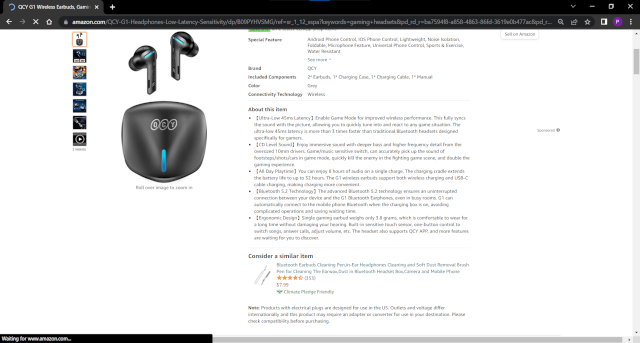 QCY G1 Wireless Earbuds, Gaming
amazon.com/QCY-G1-Headphones-Low-Latency-Sensitivity/dp/B09PYHVSMG/
Sell on Amazon
Special Feature
Android Phone Control, IOS Phone Control, Lightweight, Noise Isolation,
Foldable, Microphone Feature, Universal Phone Control, Sports & Exercise,
Water Resistant
See more
Brand
QCY
Included Components
2* Earbuds, 1* Charging Case, 1* Charging Cable, 1* Manual
Color
Grey
Connectivity Technology
Wireless
QCY
Roll over image to zoom in
About this item
• 【Ultra-Low 45ms Latency】Enable Game Mode for improved wireless performance. This fully syncs
the sound with the picture, allowing you to quickly tune into and react to any game situation. The
ultra-low 45ms latency is more than 3 times faster than traditional Bluetooth headsets designed
specifically for gamers.
• 【CD Level Sound】Enjoy immersive sound with deeper bass and higher frequency detail from the
oversized 10mm drivers. Game/music sensitive switch, can accurately pick up the sound of
footsteps/shots/cars in game mode, quickly kill the enemy in the fighting game scene, and double the
gaming experience.
• 【All Day Playtime】You can enjoy 8 hours of audio on a single charge. The charging cradle extends
the battery life to up to 32 hours. The G1 wireless earbuds support both wireless charging and USB-C
cable charging, making charging more convenient.
• 【Bluetooth 5.2 Technology】The advanced Bluetooth 5.2 technology ensures an uninterrupted
connection between your device and the G1 Bluetooth Earphones, even in busy rooms. G1 can
automatically connect to the mobile phone Bluetooth when the charging box is on, avoiding
complicated operations and saving waiting time.
• 【Ergonomic Design】Single gaming earbud weighs only 3.8 grams, which is comfortable to wear for
a long time without damaging your hearing. Built-in sensitive touch sensor, one-button control to
switch songs, answer calls, adjust volume, etc. The headset also supports QCY APP, and more features
are waiting for you to discover.
Sponsored
Consider a similar item
Bluetooth Earbuds Cleaning Pen,In-Ear Headphones Cleaning and Soft Dust Removal Brush
Pen for Cleaning The Earwax,Dust in Bluetooth Headset Box,Camera and Mobile Phone
$7.99
Climate Pledge Friendly
Note: Products with electrical plugs are designed for use in the US. Outlets and voltage differ
internationally and this product may require an adapter or converter for use in your destination. Please
check compatibility before purchasing.
Waiting for www.amazon.com...